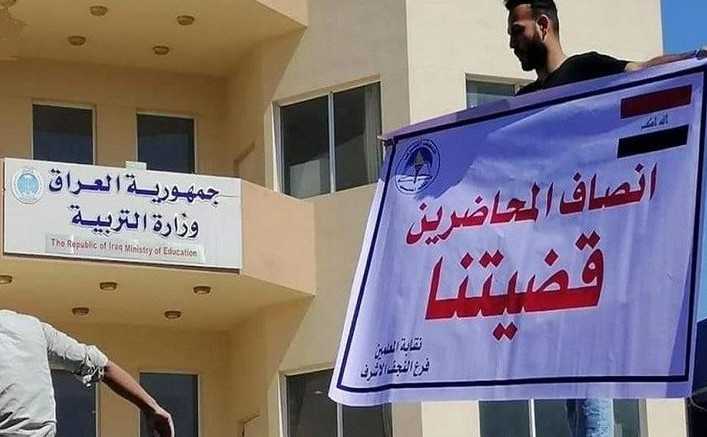 جمهورية العراق
وزارة التربية
The Republic of Iraq Ministry of Education
الله أكبر
انصاف المحاضرين
قضيتنا
نقابة المعلمين
فرع النجف الاشرف